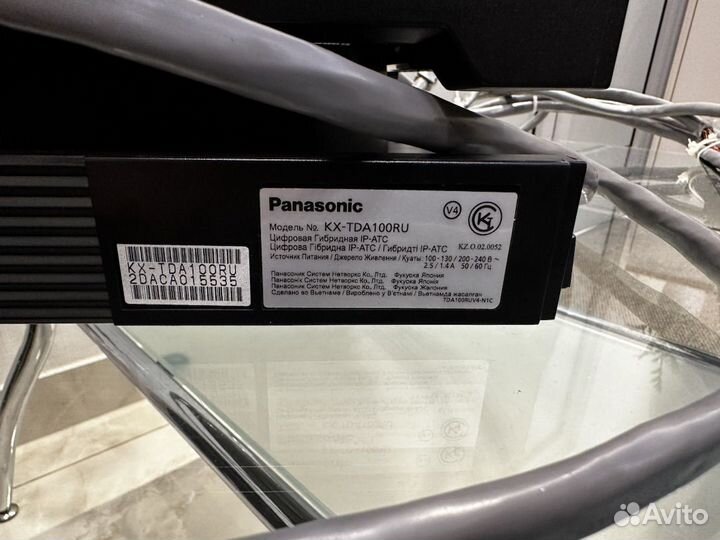 Panasonic
V4
Модель №. KX-TDA100RU
Цифровая Гибридная IP-АТС
Цифрова Гібридна IP-АТС / Гибридті IP-АТС
KZ.O.02.0052
Источник Питания / Джерело Живлення / Қуаты: 100 - 130 / 200 - 240 В ~
2.5 / 1.4 А 50 / 60 Гц
Панасоник Систем Нетворкс Ко., Лтд. Фукуока Япония
Панасонік Систем Нетворкс Ко., Лтд. Фукуока Японія
Панасоник Систем Нетворкс Ко., Лтд. Фукуока Жапония
Сделано во Вьетнаме / Вироблено у В'єтнамі / Вьетнамда жасалган
TDA100RUV4-N1C
KX-TDA100RU
2DACA015535
Avito